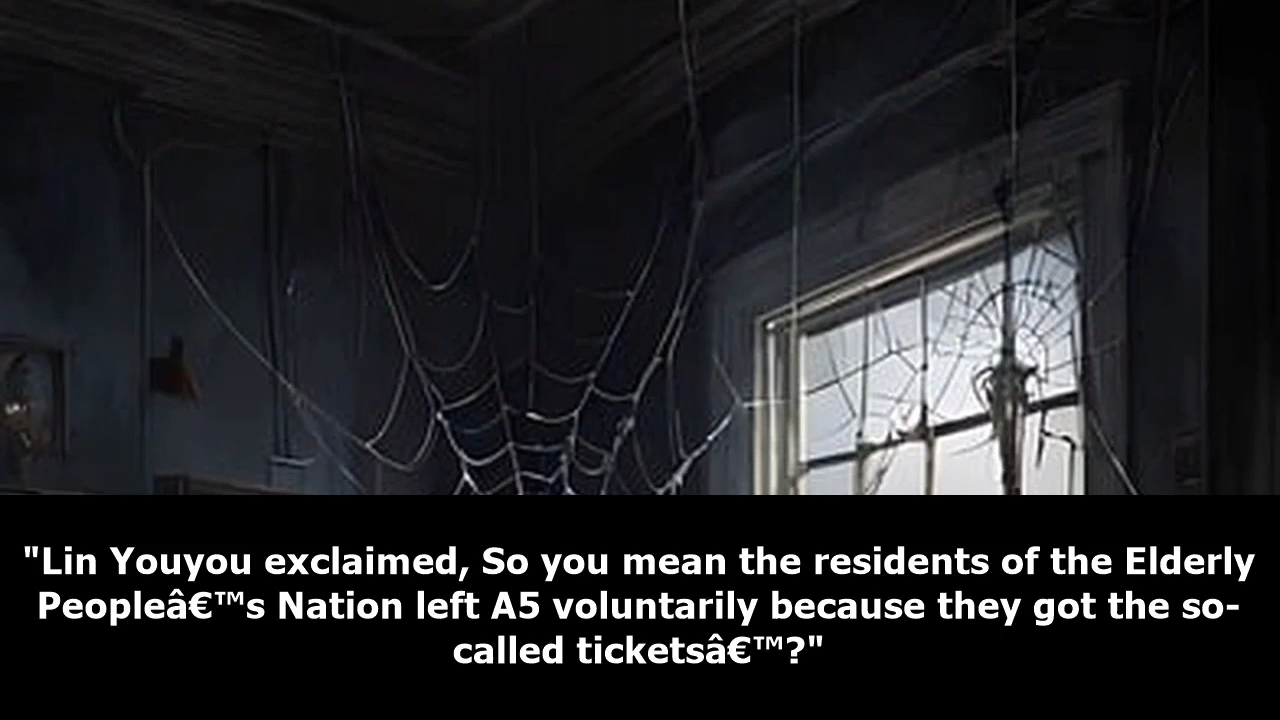 "Lin Youyou exclaimed, So you mean the residents of the Elderly
Peopleâ€™s Nation left A5 voluntarily because they got the so-
called ticketsâ€™?"